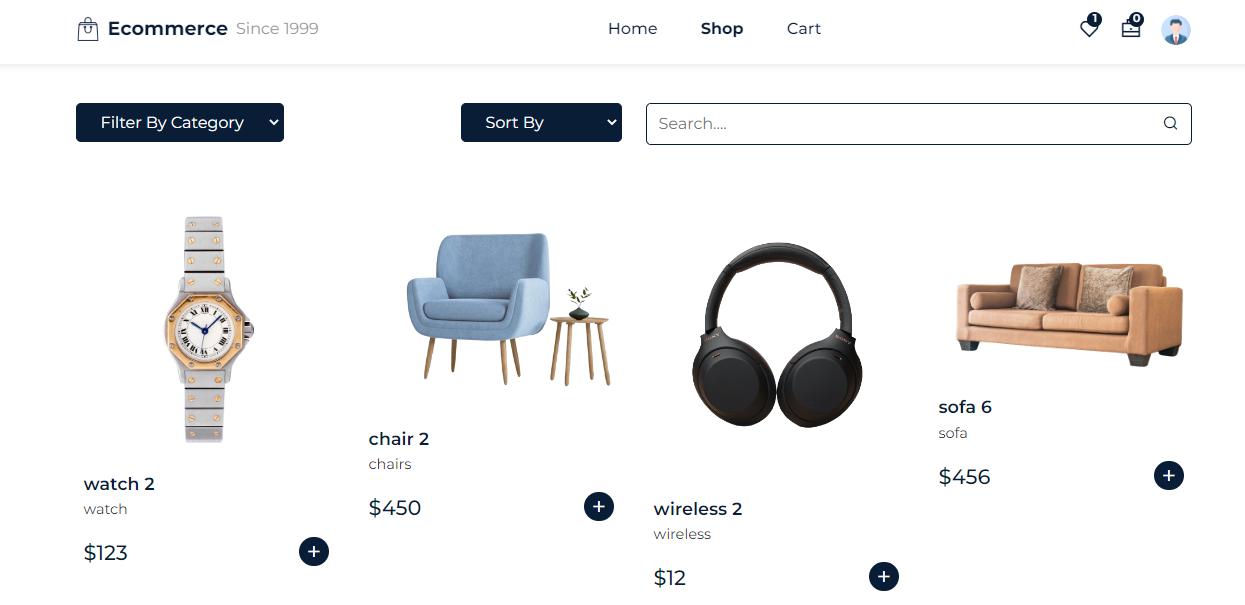 Ecommerce Since 1999
Home Shop Cart
1 0
Filter By Category
Sort By
Search....
watch 2
watch
$123
+
chair 2
chairs
$450
+
SONY
wireless 2
wireless
$12
+
sofa 6
sofa
$456
+